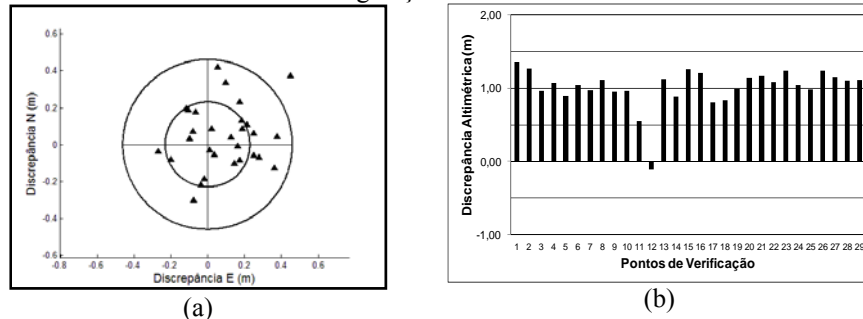 Discrepância N (m)
0.6
0.4
0.2
0
-0.2
-0.4
-0.6
-0.8 -0.6 -0.4 -0.2 0 0.2 0.4 0.6
Discrepância E (m)
(a)
Discrepância Altimétrica (m)
2,00
1,00
0,00
-1,00
1 2 3 4 5 6 7 8 9 10 11 12 13 14 15 16 17 18 19 20 21 22 23 24 25 26 27 28 29
Pontos de Verificação
(b)